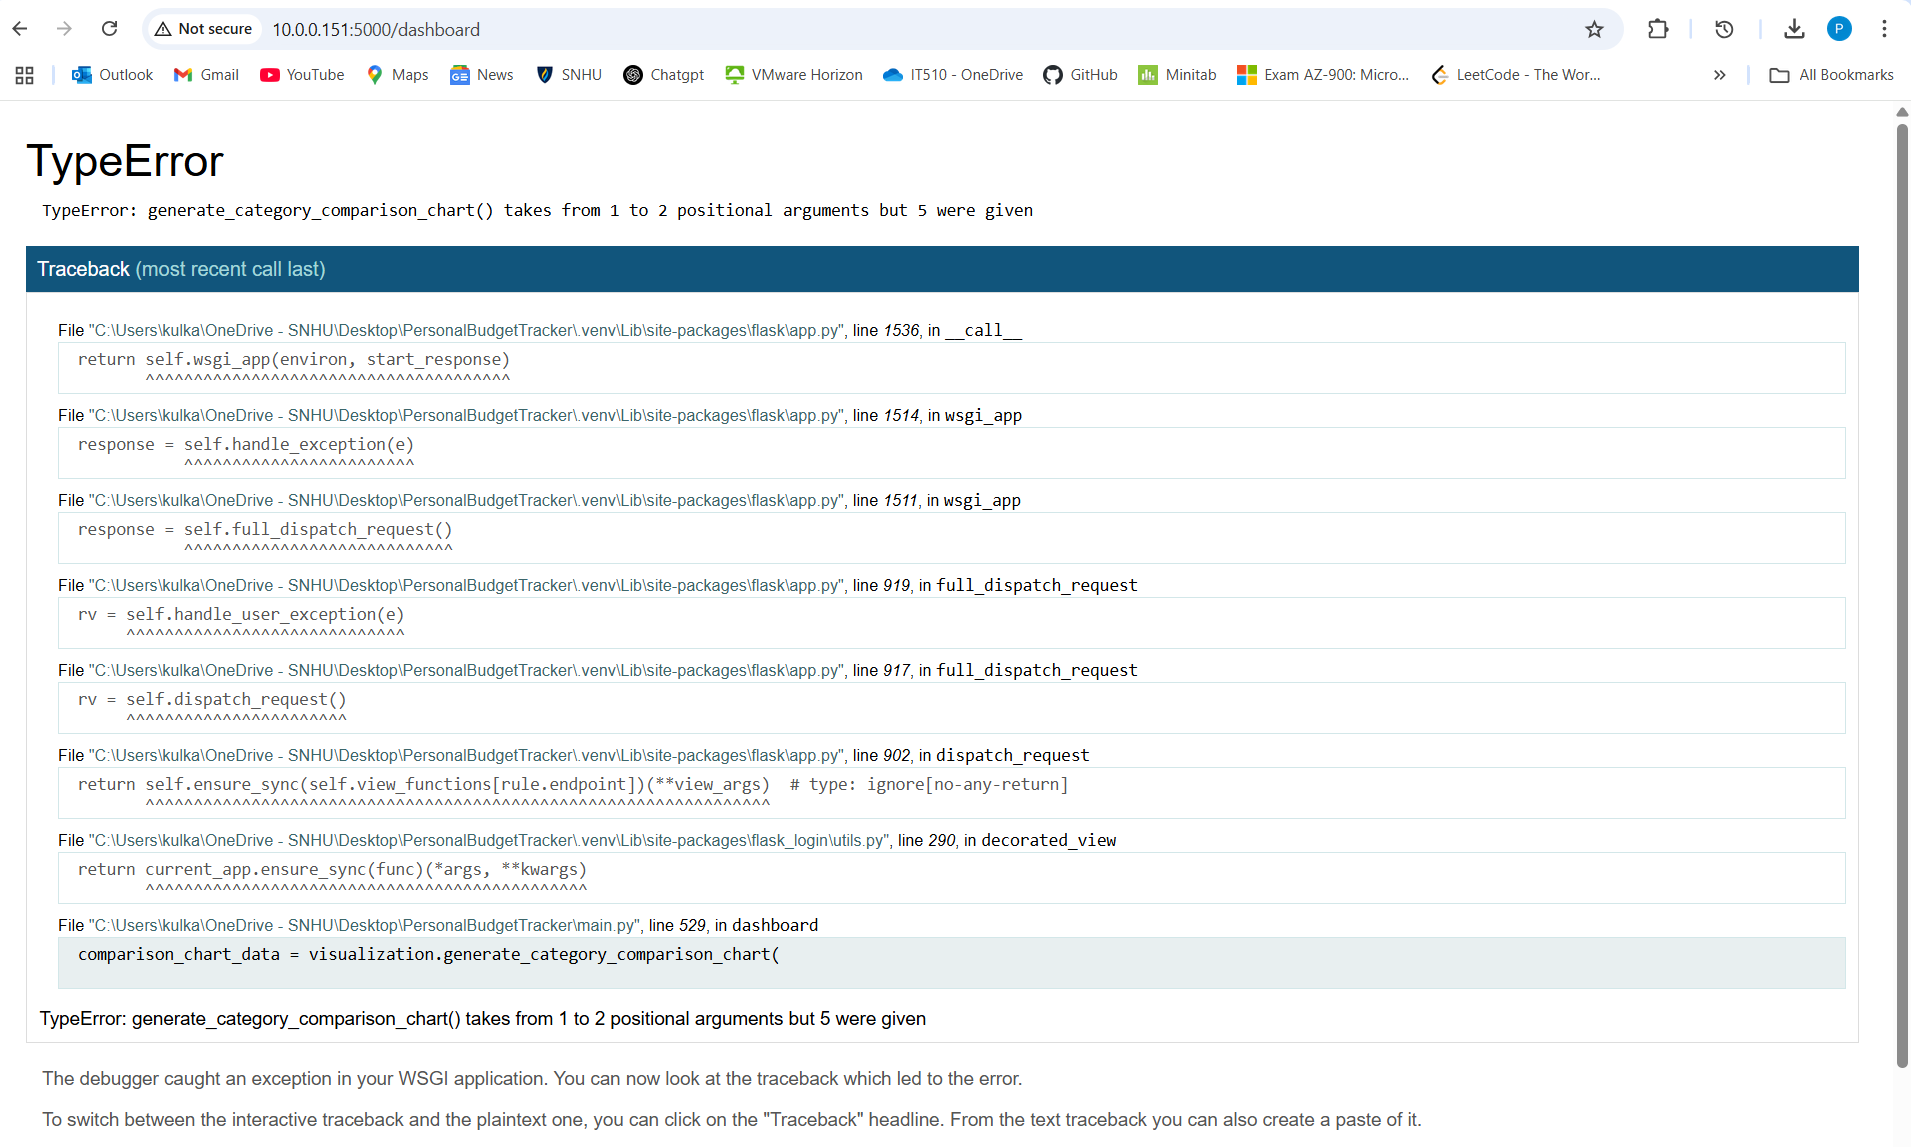 Not secure 10.0.0.151:5000/dashboard P
Outlook Gmail YouTube Maps News SNHU Chatgpt VMware Horizon IT510 - OneDrive GitHub Minitab Exam AZ-900: Micro... LeetCode - The Wor... » All Bookmarks
TypeError
TypeError: generate_category_comparison_chart() takes from 1 to 2 positional arguments but 5 were given
Traceback (most recent call last)
File "C:\Users\kulka\OneDrive - SNHU\Desktop\PersonalBudgetTracker\.venv\Lib\site-packages\flask\app.py", line 1536, in __call__
return self.wsgi_app(environ, start_response)
^^^^^^^^^^^^^^^^^^^^^^^^^^^^^^^^^^^^^^
File "C:\Users\kulka\OneDrive - SNHU\Desktop\PersonalBudgetTracker\.venv\Lib\site-packages\flask\app.py", line 1514, in wsgi_app
response = self.handle_exception(e)
^^^^^^^^^^^^^^^^^^^^^^^^
File "C:\Users\kulka\OneDrive - SNHU\Desktop\PersonalBudgetTracker\.venv\Lib\site-packages\flask\app.py", line 1511, in wsgi_app
response = self.full_dispatch_request()
^^^^^^^^^^^^^^^^^^^^^^^^^^^^
File "C:\Users\kulka\OneDrive - SNHU\Desktop\PersonalBudgetTracker\.venv\Lib\site-packages\flask\app.py", line 919, in full_dispatch_request
rv = self.handle_user_exception(e)
^^^^^^^^^^^^^^^^^^^^^^^^^^^^^
File "C:\Users\kulka\OneDrive - SNHU\Desktop\PersonalBudgetTracker\.venv\Lib\site-packages\flask\app.py", line 917, in full_dispatch_request
rv = self.dispatch_request()
^^^^^^^^^^^^^^^^^^^^^^^
File "C:\Users\kulka\OneDrive - SNHU\Desktop\PersonalBudgetTracker\.venv\Lib\site-packages\flask\app.py", line 902, in dispatch_request
return self.ensure_sync(self.view_functions[rule.endpoint])(**view_args)  # type: ignore[no-any-return]
^^^^^^^^^^^^^^^^^^^^^^^^^^^^^^^^^^^^^^^^^^^^^^^^^^^^^^^^^^^^^^^^^
File "C:\Users\kulka\OneDrive - SNHU\Desktop\PersonalBudgetTracker\.venv\Lib\site-packages\flask_login\utils.py", line 290, in decorated_view
return current_app.ensure_sync(func)(*args, **kwargs)
^^^^^^^^^^^^^^^^^^^^^^^^^^^^^^^^^^^^^^^^^^^^^^
File "C:\Users\kulka\OneDrive - SNHU\Desktop\PersonalBudgetTracker\main.py", line 529, in dashboard
comparison_chart_data = visualization.generate_category_comparison_chart(
TypeError: generate_category_comparison_chart() takes from 1 to 2 positional arguments but 5 were given
The debugger caught an exception in your WSGI application. You can now look at the traceback which led to the error.
To switch between the interactive traceback and the plaintext one, you can click on the "Traceback" headline. From the text traceback you can also create a paste of it.